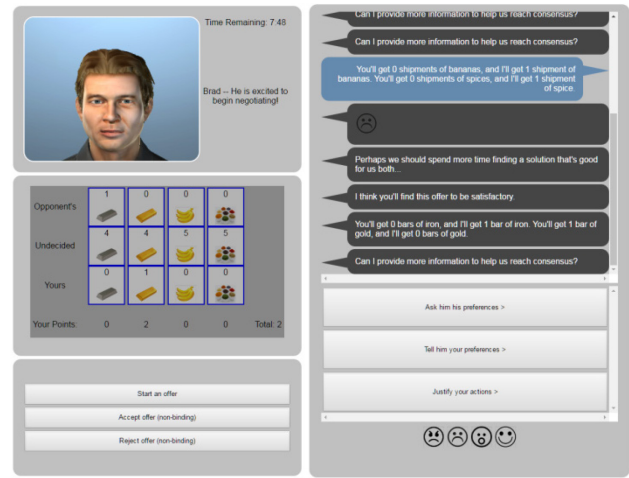 Time Remaining: 7:48
Brad -- He is excited to
begin negotiating!
1 0 0 0
Opponent's
4 4 5 5
Undecided
0 1 0 0
Yours
Your Points: 0 2 0 0 Total: 2
Start an offer
Accept offer (non-binding)
Reject offer (non-binding)
Can I provide more information to help us reach consensus?
Can I provide more information to help us reach consensus?
You'll get 0 shipments of bananas, and I'll get 1 shipment of
bananas. You'll get 0 shipments of spices, and I'll get 1 shipment
of spice.
Perhaps we should spend more time finding a solution that's good
for us both...
I think you'll find this offer to be satisfactory.
You'll get 0 bars of iron, and I'll get 1 bar of iron. You'll get 1 bar of
gold, and I'll get 0 bars of gold.
Can I provide more information to help us reach consensus?
Ask him his preferences >
Tell him your preferences >
Justify your actions >